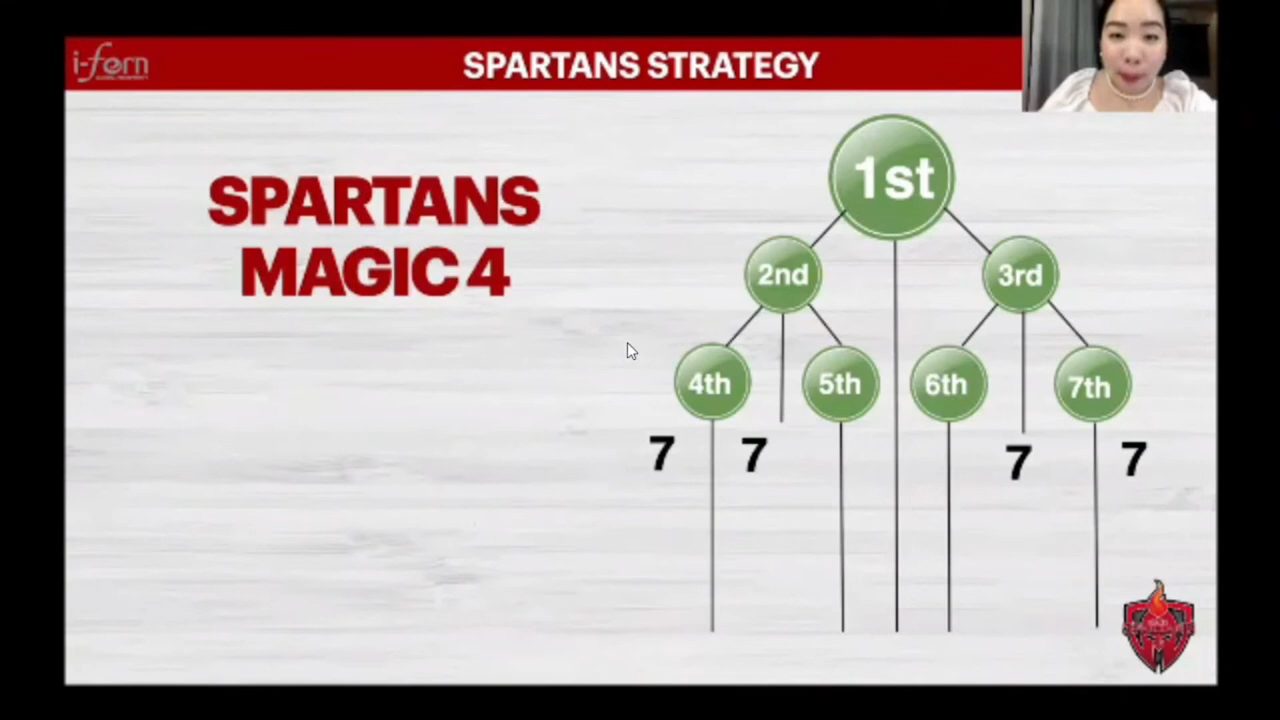 i-fern
SPARTANS STRATEGY
SPARTANS
MAGIC 4
1st
2nd
3rd
4th
5th
6th
7th
7
7
7
7